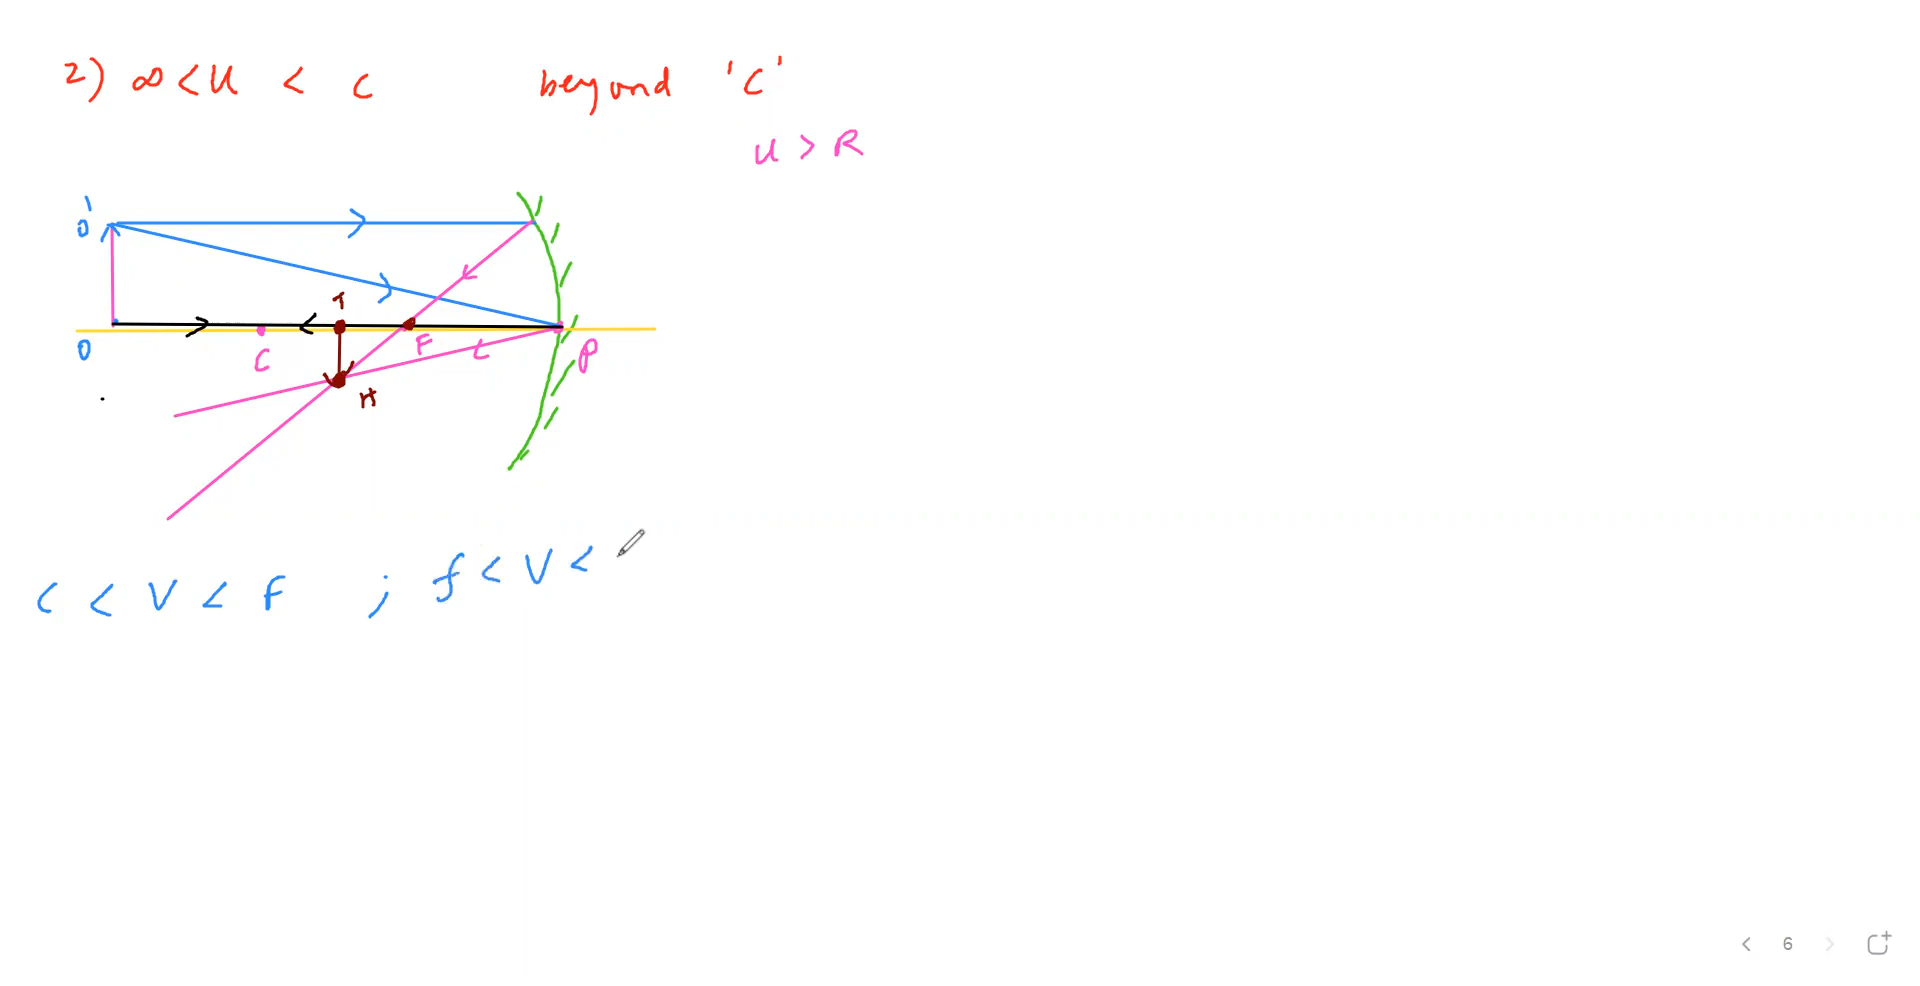 2) ∞ < u < c beyond 'c'
u > R
O'
I
F
O C P
H
C < V < F ; f < V <
6